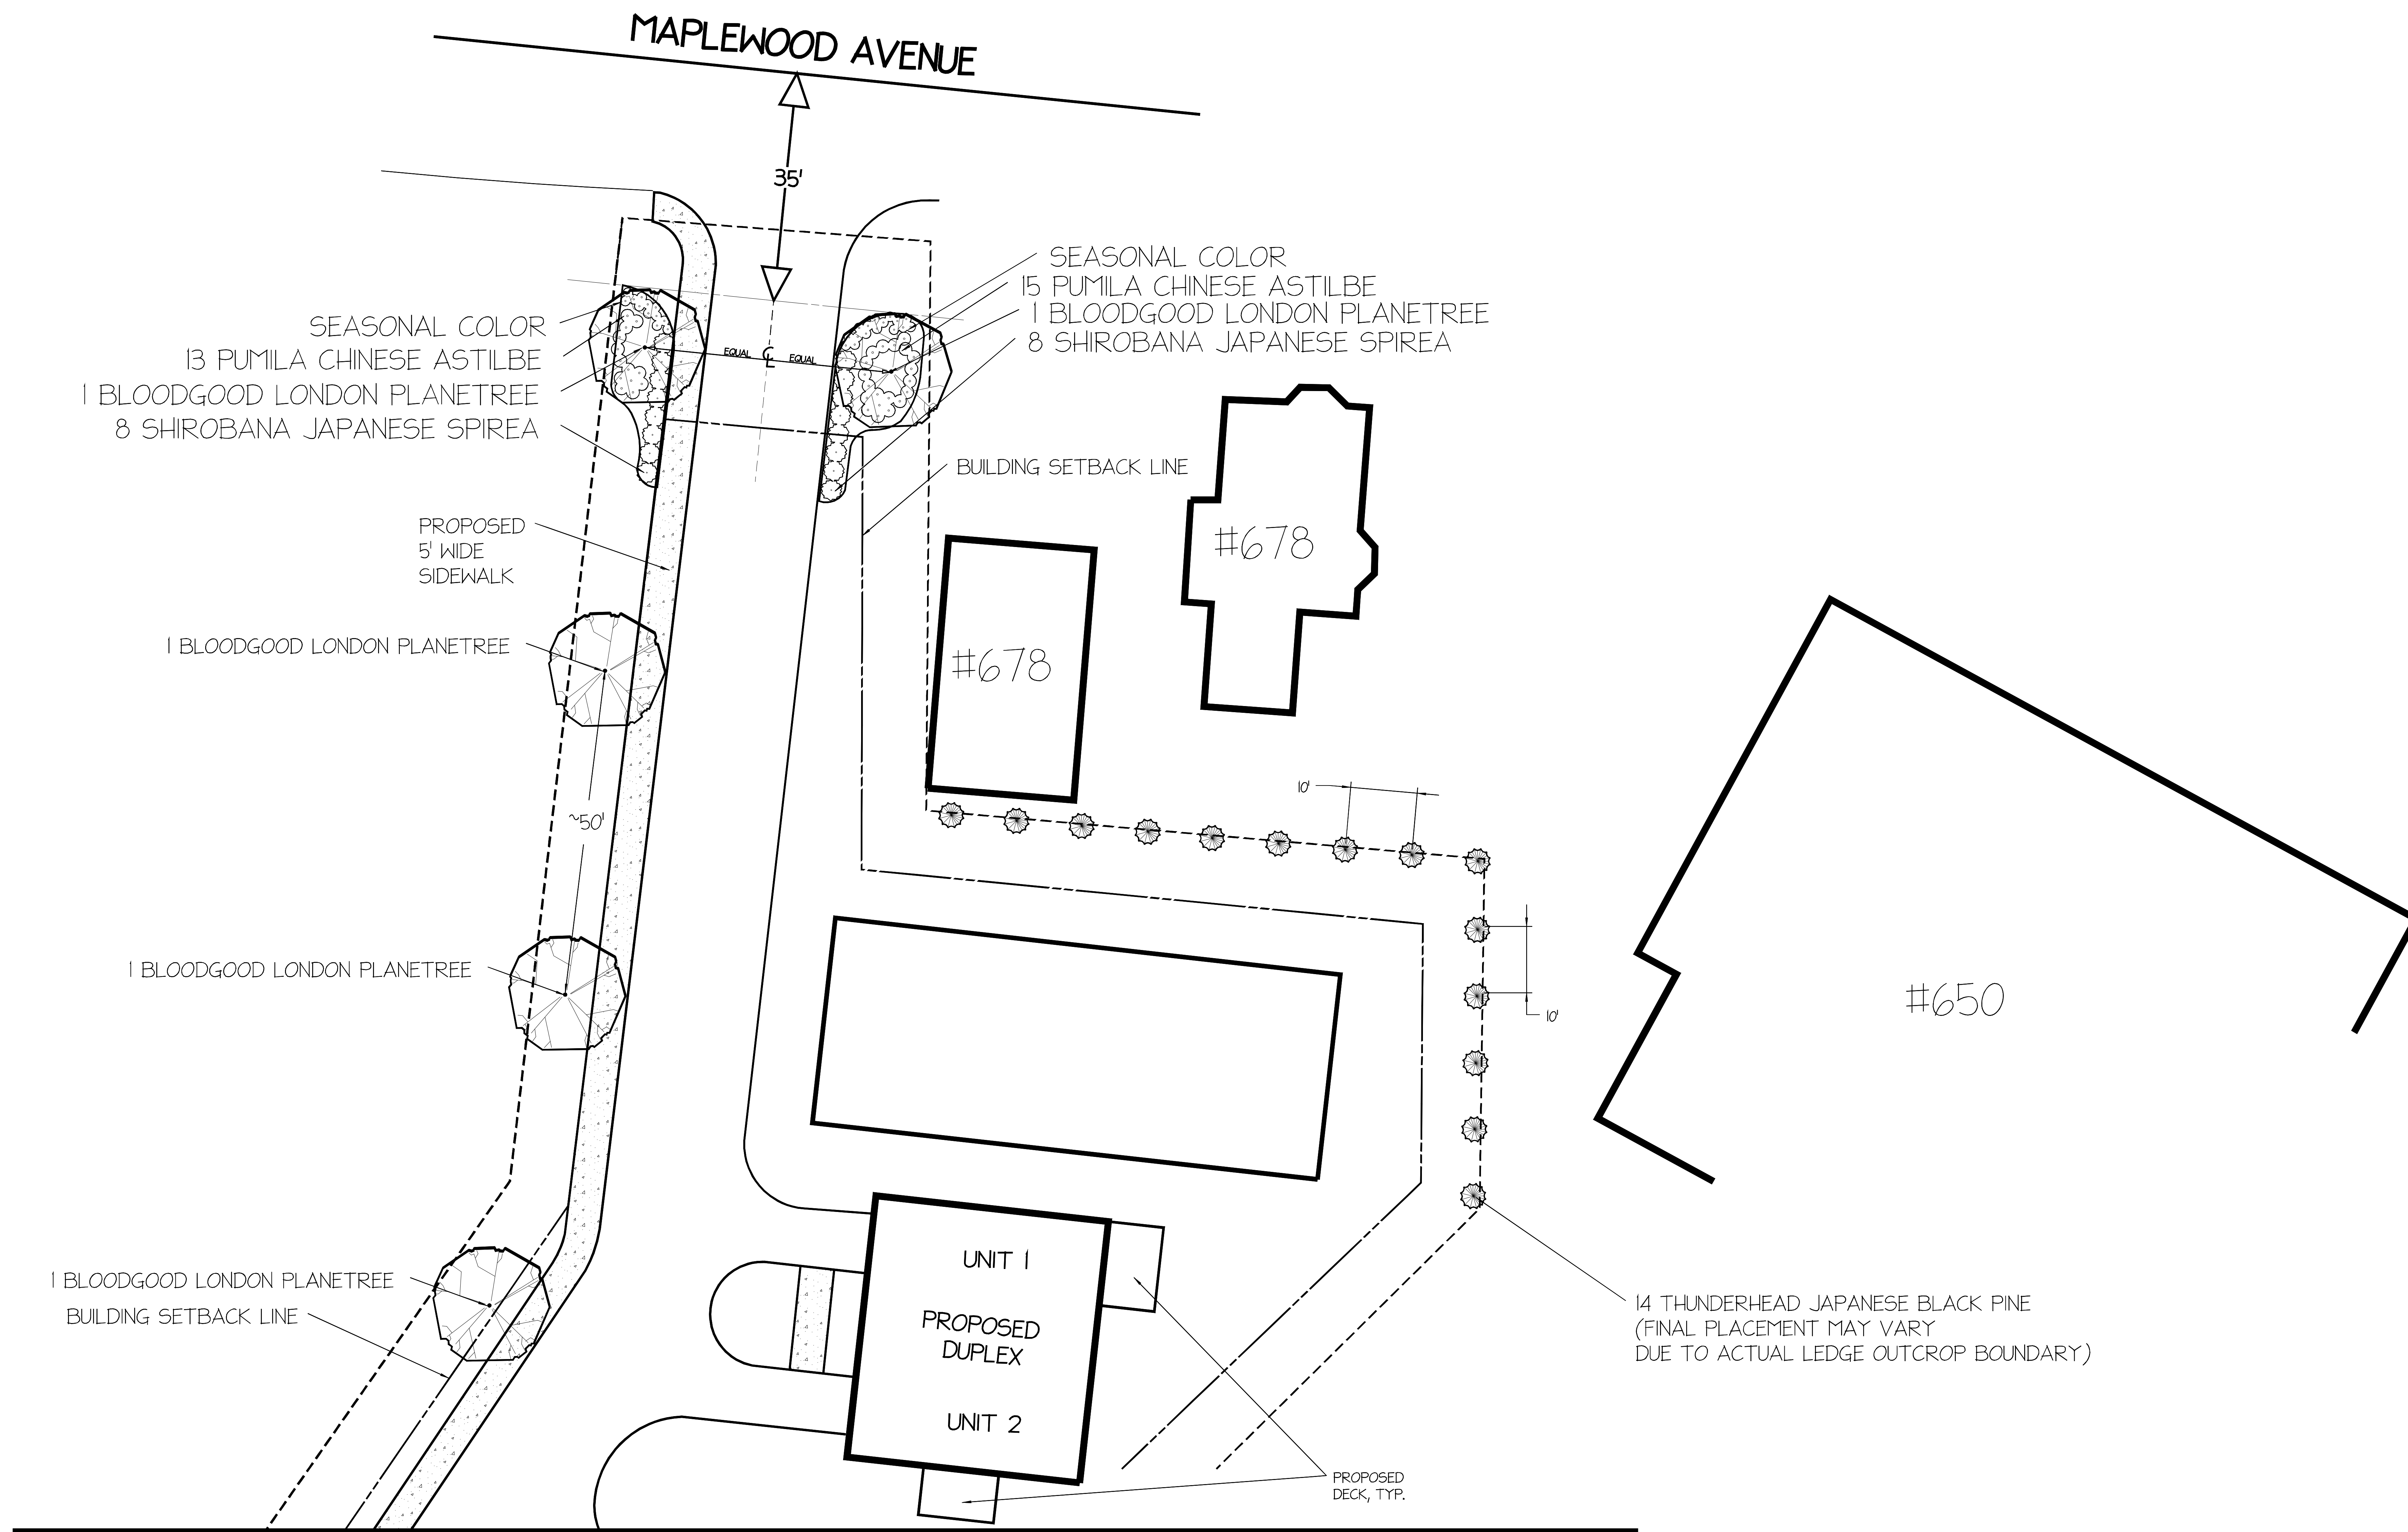 MAPLEWOOD AVENUE
35'
SEASONAL COLOR
15 PUMILA CHINESE ASTILBE
1 BLOODGOOD LONDON PLANETREE
8 SHIROBANA JAPANESE SPIREA
SEASONAL COLOR
13 PUMILA CHINESE ASTILBE
1 BLOODGOOD LONDON PLANETREE
8 SHIROBANA JAPANESE SPIREA
EQUAL
CL
EQUAL
BUILDING SETBACK LINE
PROPOSED
5' WIDE
SIDEWALK
#678
#678
1 BLOODGOOD LONDON PLANETREE
10'
~50'
1 BLOODGOOD LONDON PLANETREE
#650
10'
1 BLOODGOOD LONDON PLANETREE
BUILDING SETBACK LINE
UNIT 1
PROPOSED
DUPLEX
UNIT 2
14 THUNDERHEAD JAPANESE BLACK PINE
(FINAL PLACEMENT MAY VARY
DUE TO ACTUAL LEDGE OUTCROP BOUNDARY)
PROPOSED
DECK, TYP.